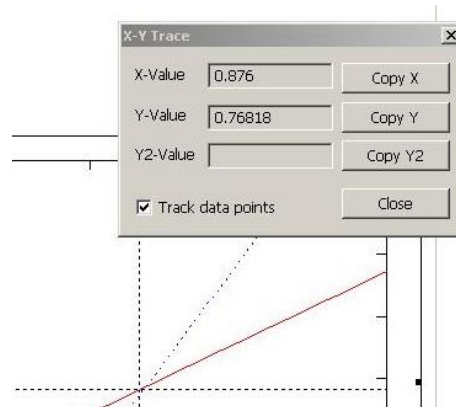 X-Y Trace
X-Value 0.876 Copy X
Y-Value 0.76818 Copy Y
Y2-Value Copy Y2
Track data points Close